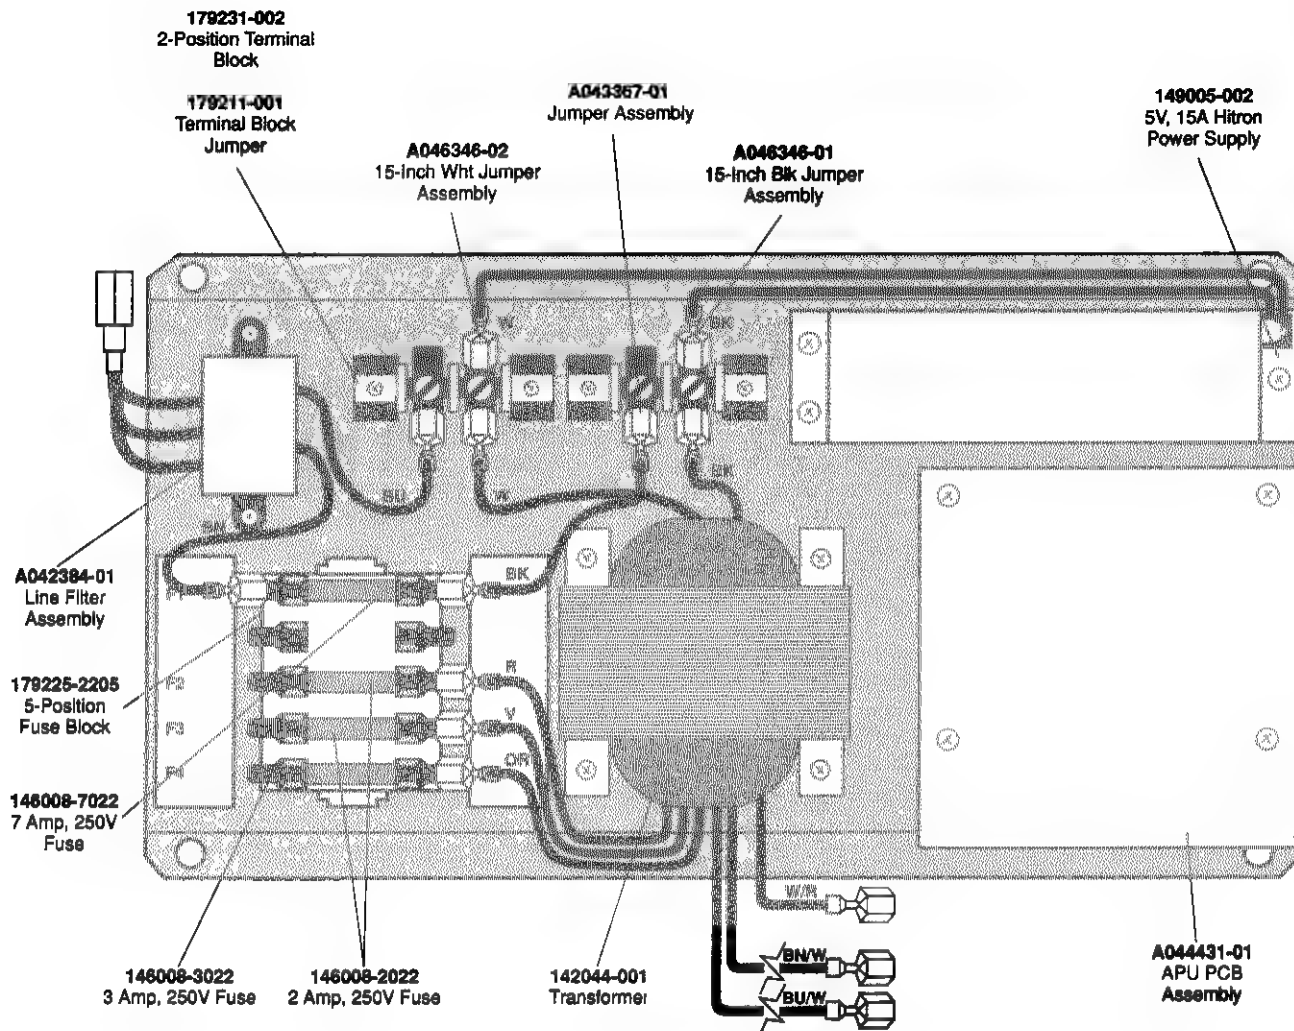 179231-002
2-Position Terminal
Block
179211-001
Terminal Block
Jumper
A046346-02
15-Inch Wht Jumper
Assembly
A043367-01
Jumper Assembly
A046346-01
15-Inch Blk Jumper
Assembly
149005-002
5V, 15A Hitron
Power Supply
W
BK
BU
W
BK
BN
A042384-01
Line Filter
Assembly
BK
179225-2205
5-Position
Fuse Block
F2
R
F3
V
F4
OR
146008-7022
7 Amp, 250V
Fuse
W/R
BN/W
BU/W
146008-3022
3 Amp, 250V Fuse
146008-2022
2 Amp, 250V Fuse
142044-001
Transformer
A044431-01
APU PCB
Assembly